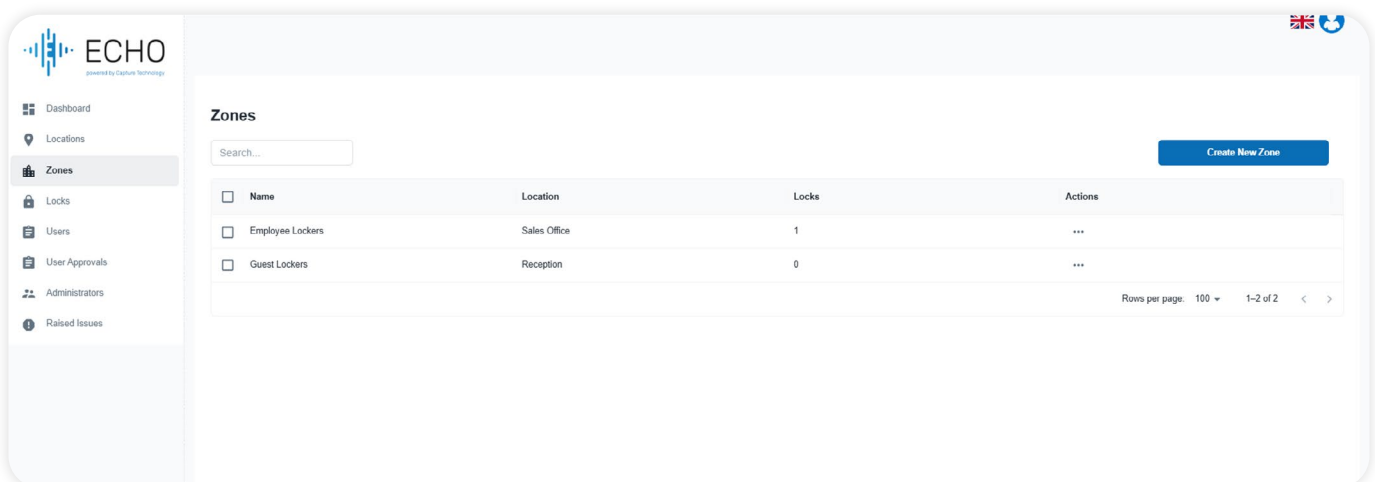 ECHO
powered by Capture Technology
Dashboard
Locations
Zones
Locks
Users
User Approvals
Administrators
Raised Issues
Zones
Search...
Create New Zone
Name Location Locks Actions
Employee Lockers Sales Office 1
Guest Lockers Reception 0
Rows per page: 100 1–2 of 2